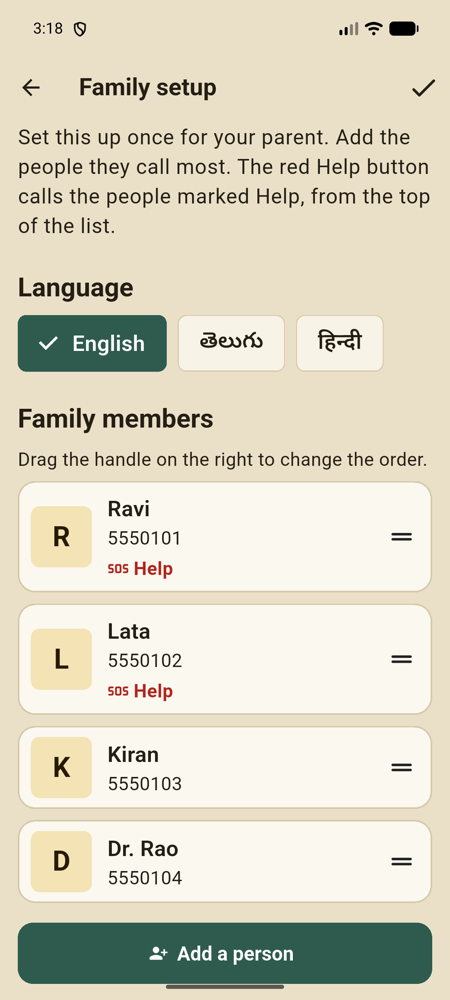 3:18
Family setup
Set this up once for your parent. Add the
people they call most. The red Help button
calls the people marked Help, from the top
of the list.
Language
English
తెలుగు
हिन्दी
Family members
Drag the handle on the right to change the order.
R
Ravi
5550101
SOS Help
L
Lata
5550102
SOS Help
K
Kiran
5550103
D
Dr. Rao
5550104
Add a person